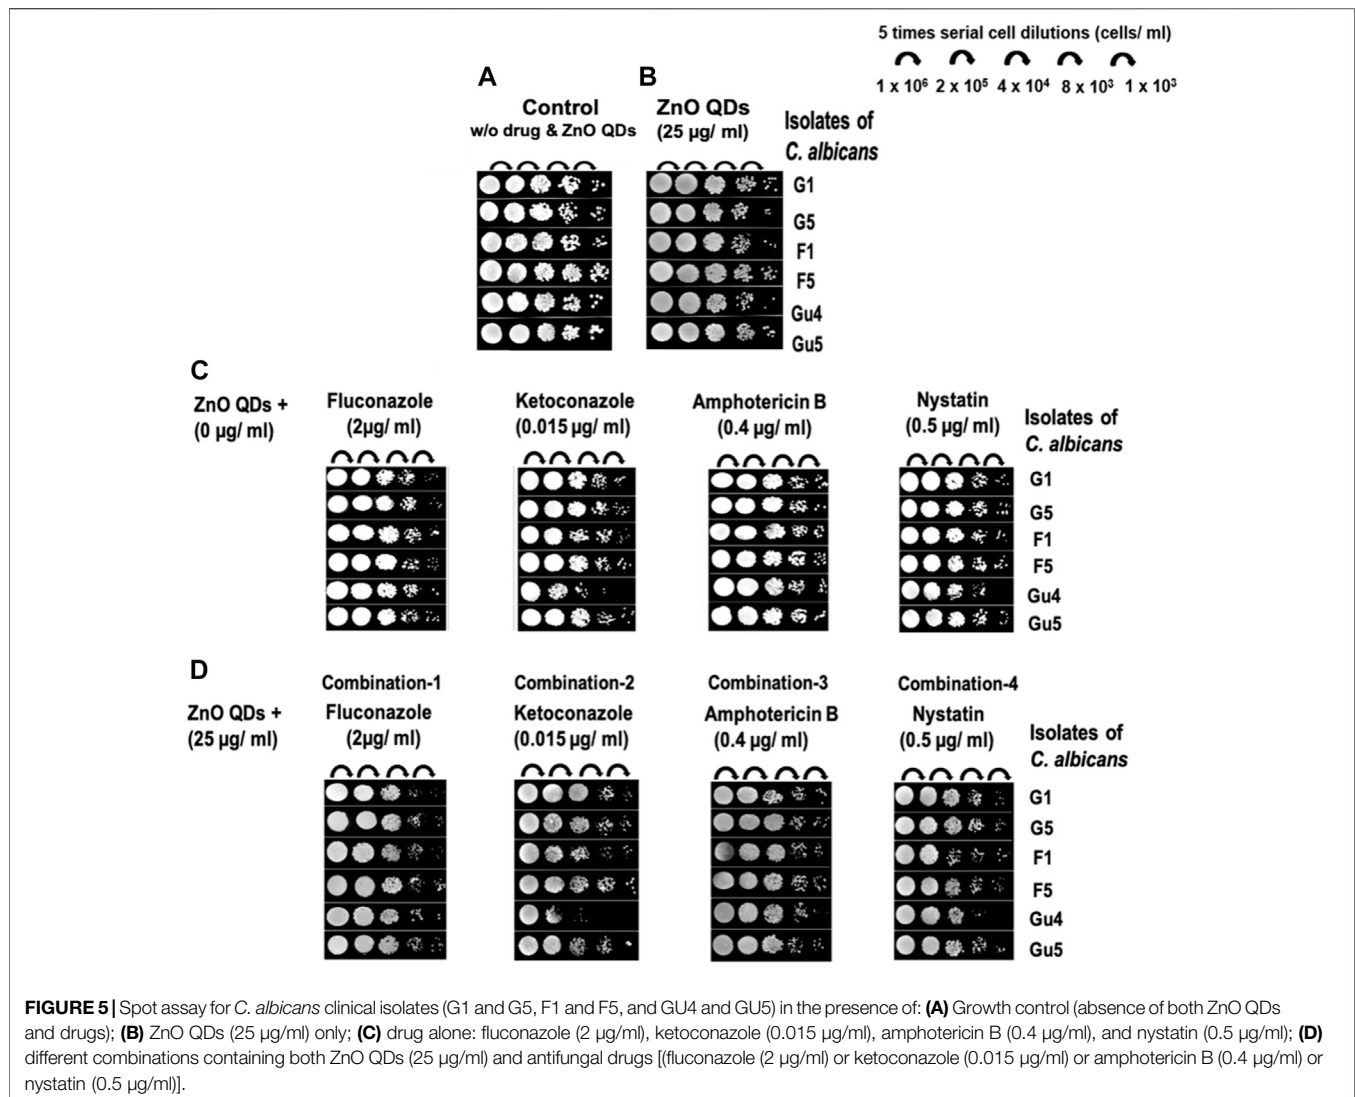 5 times serial cell dilutions (cells/ ml)
1 x 10⁶ 2 x 10⁵ 4 x 10⁴ 8 x 10³ 1 x 10³
A
B
Control
w/o drug & ZnO QDs
ZnO QDs
(25 µg/ ml)
Isolates of
C. albicans
G1
G5
F1
F5
Gu4
Gu5
C
ZnO QDs +
(0 µg/ ml)
Fluconazole
(2µg/ ml)
Ketoconazole
(0.015 µg/ ml)
Amphotericin B
(0.4 µg/ ml)
Nystatin
(0.5 µg/ ml)
Isolates of
C. albicans
G1
G5
F1
F5
Gu4
Gu5
D
ZnO QDs +
(25 µg/ ml)
Combination-1
Fluconazole
(2µg/ ml)
Combination-2
Ketoconazole
(0.015 µg/ ml)
Combination-3
Amphotericin B
(0.4 µg/ ml)
Combination-4
Nystatin
(0.5 µg/ ml)
Isolates of
C. albicans
G1
G5
F1
F5
Gu4
Gu5
FIGURE 5 | Spot assay for C. albicans clinical isolates (G1 and G5, F1 and F5, and GU4 and GU5) in the presence of: (A) Growth control (absence of both ZnO QDs
and drugs); (B) ZnO QDs (25 µg/ml) only; (C) drug alone: fluconazole (2 µg/ml), ketoconazole (0.015 µg/ml), amphotericin B (0.4 µg/ml), and nystatin (0.5 µg/ml); (D)
different combinations containing both ZnO QDs (25 µg/ml) and antifungal drugs [(fluconazole (2 µg/ml) or ketoconazole (0.015 µg/ml) or amphotericin B (0.4 µg/ml) or
nystatin (0.5 µg/ml)].